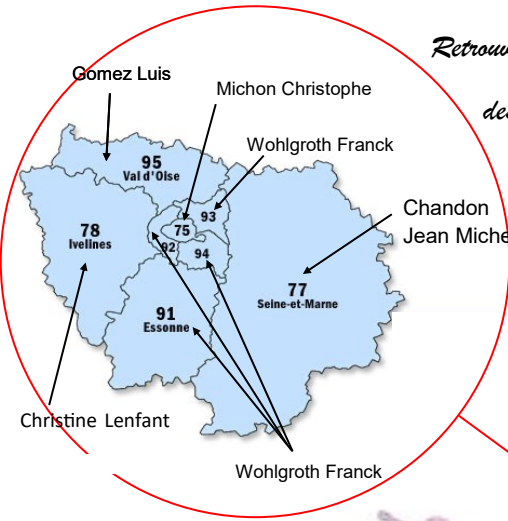 Gomez Luis
Michon Christophe
Wohlgroth Franck
95
Val d'Oise
93
78
Ivelines
75
92
94
Chandon
Jean Miche
77
Seine-et-Marne
91
Essonne
Christine Lenfant
Wohlgroth Franck
Retrouv
de